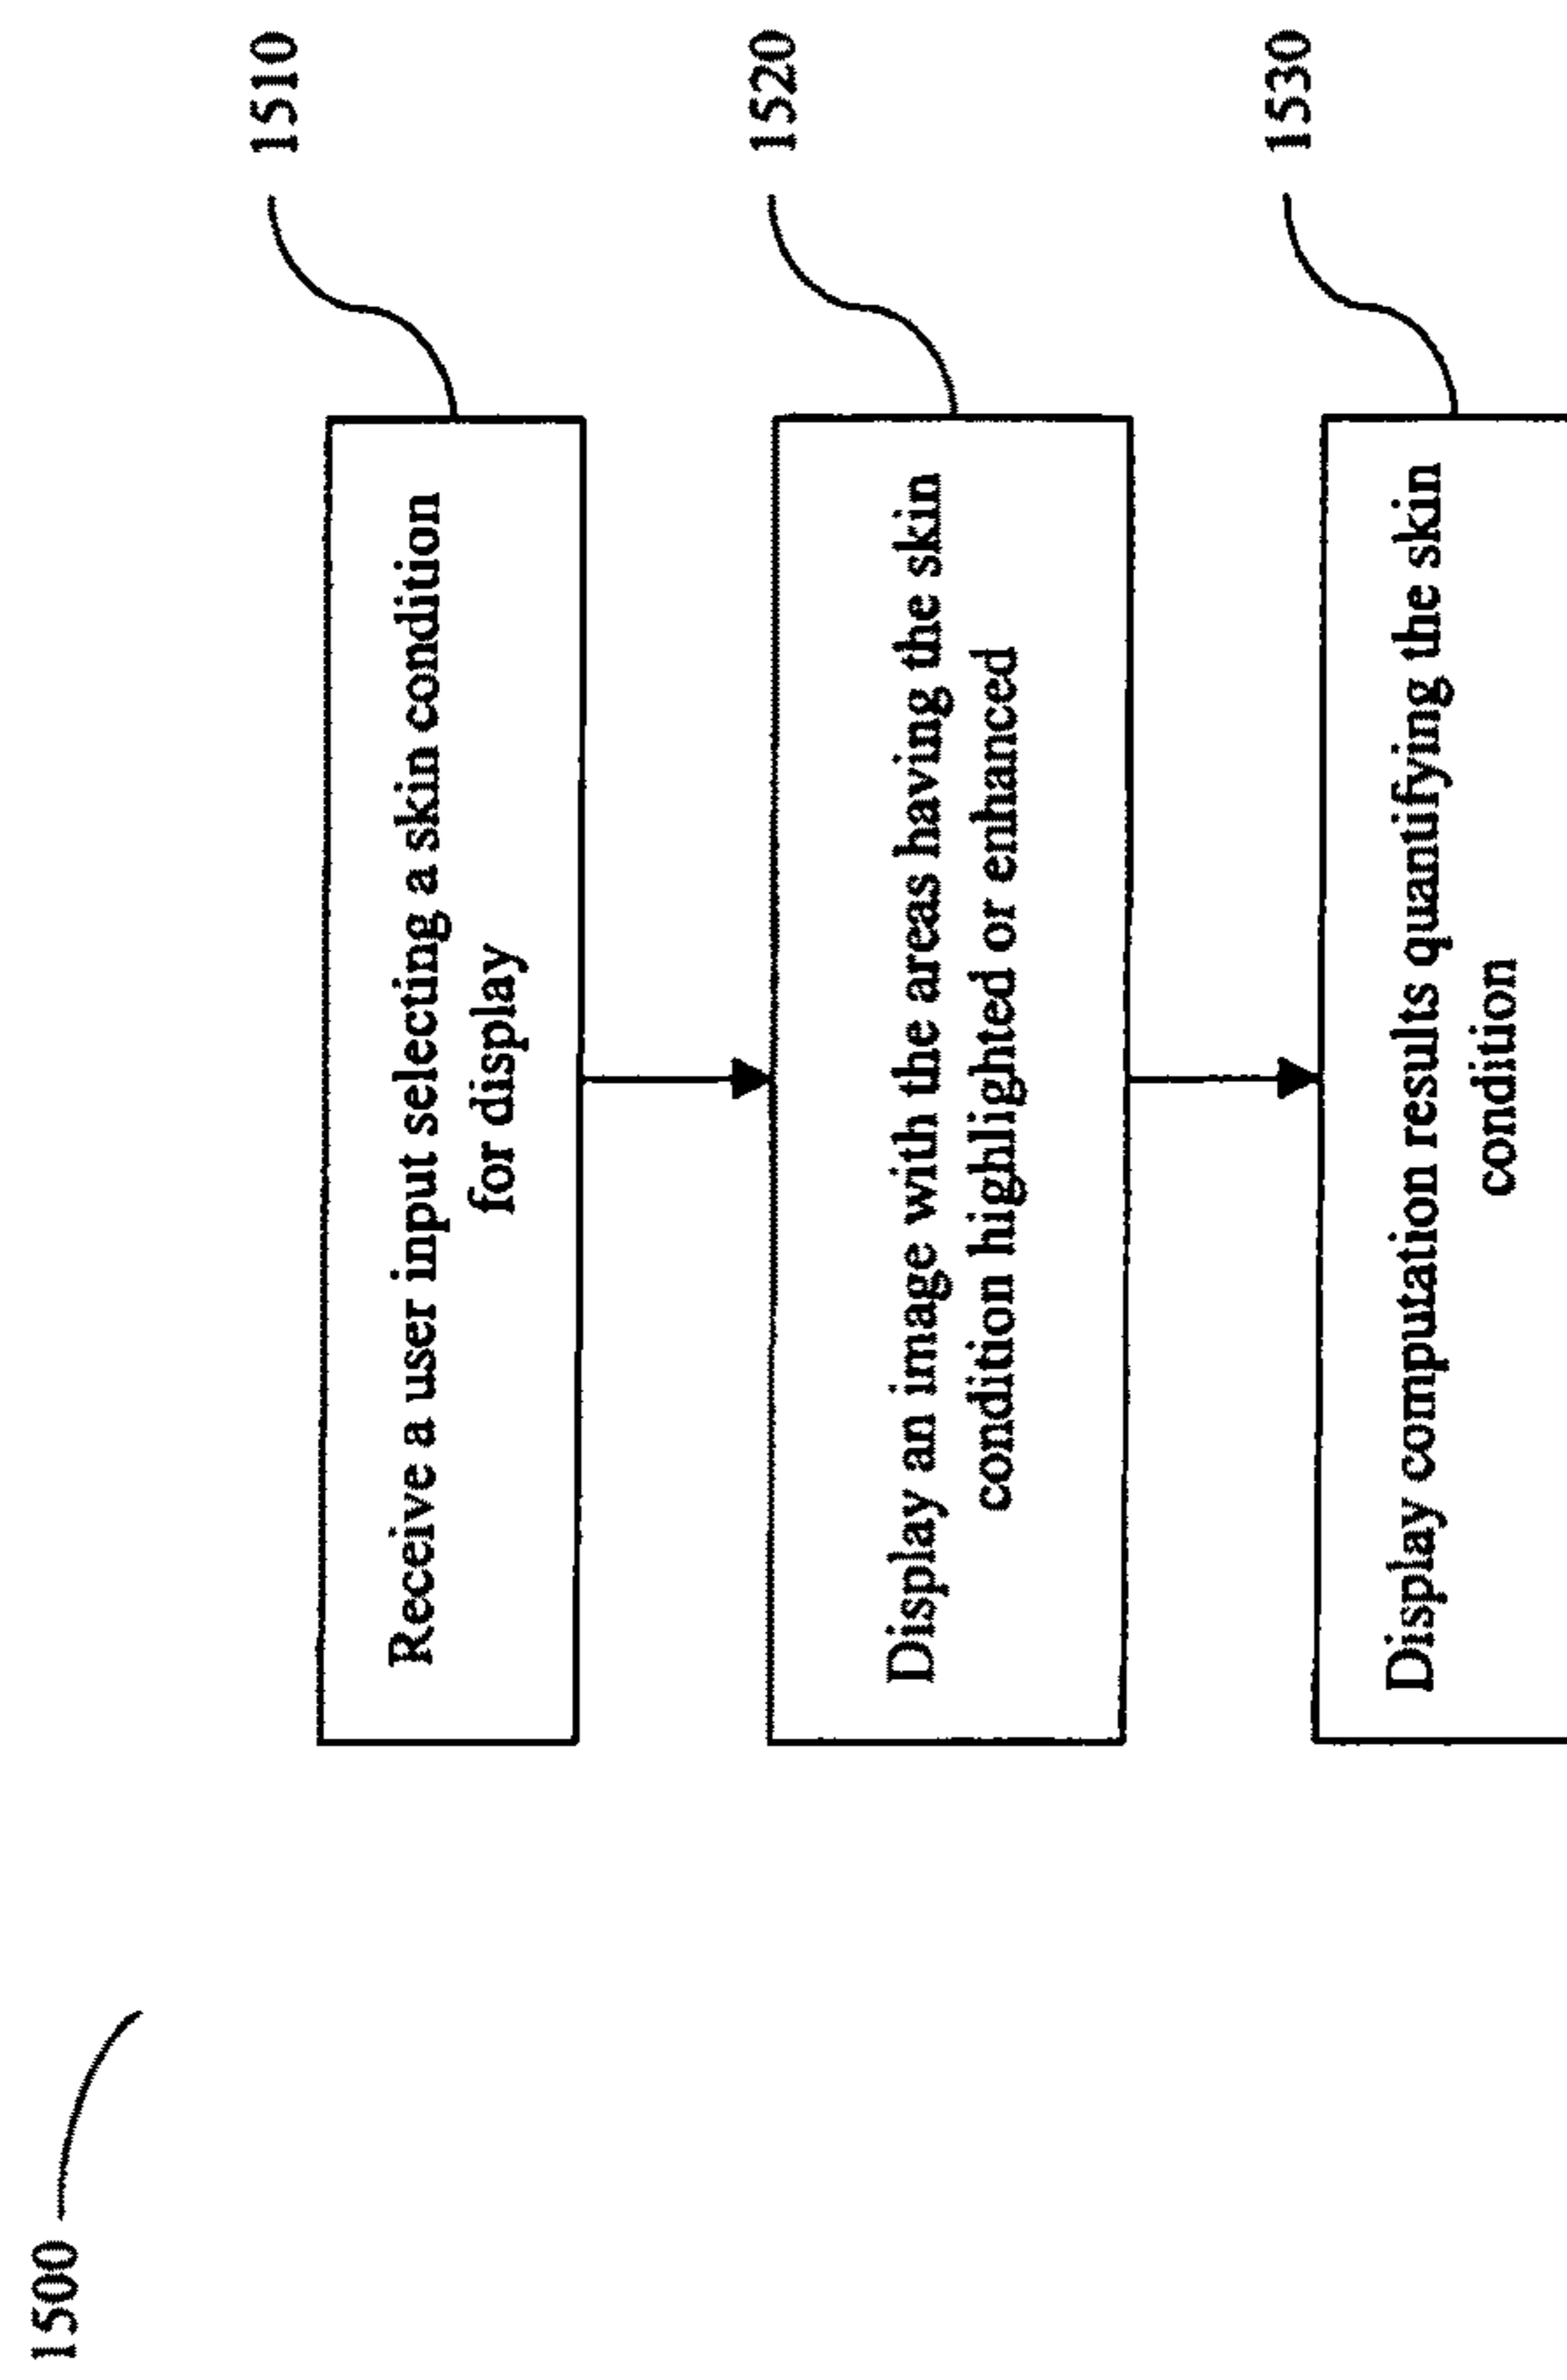 1500
1510
Receive a user input selecting a skin condition
for display
1520
Display an image with the areas having the skin
condition highlighted or enhanced
1530
Display computation results quantifying the skin
condition